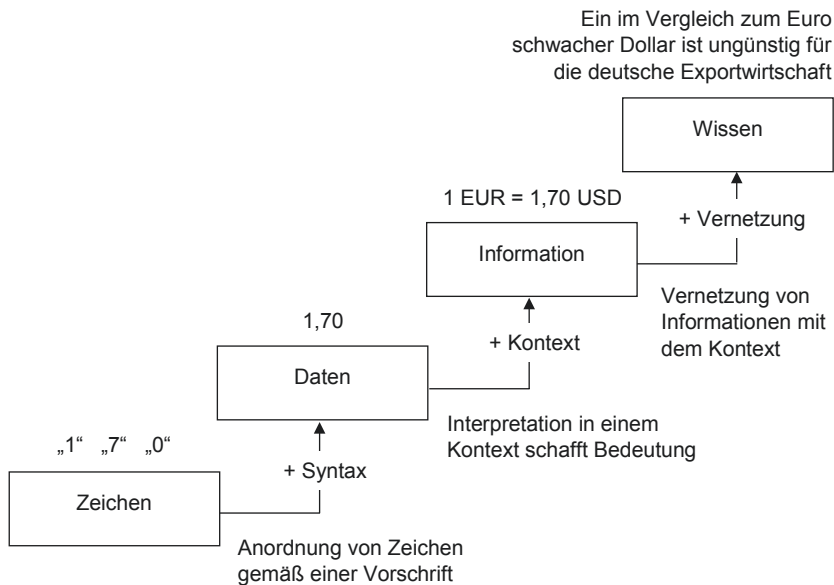 Ein im Vergleich zum Euro
schwacher Dollar ist ungünstig für
die deutsche Exportwirtschaft
Wissen
1 EUR = 1,70 USD
+ Vernetzung
Information
Vernetzung von
Informationen mit
dem Kontext
1,70
+ Kontext
Daten
Interpretation in einem
Kontext schafft Bedeutung
„1“ „7“ „0“
+ Syntax
Zeichen
Anordnung von Zeichen
gemäß einer Vorschrift